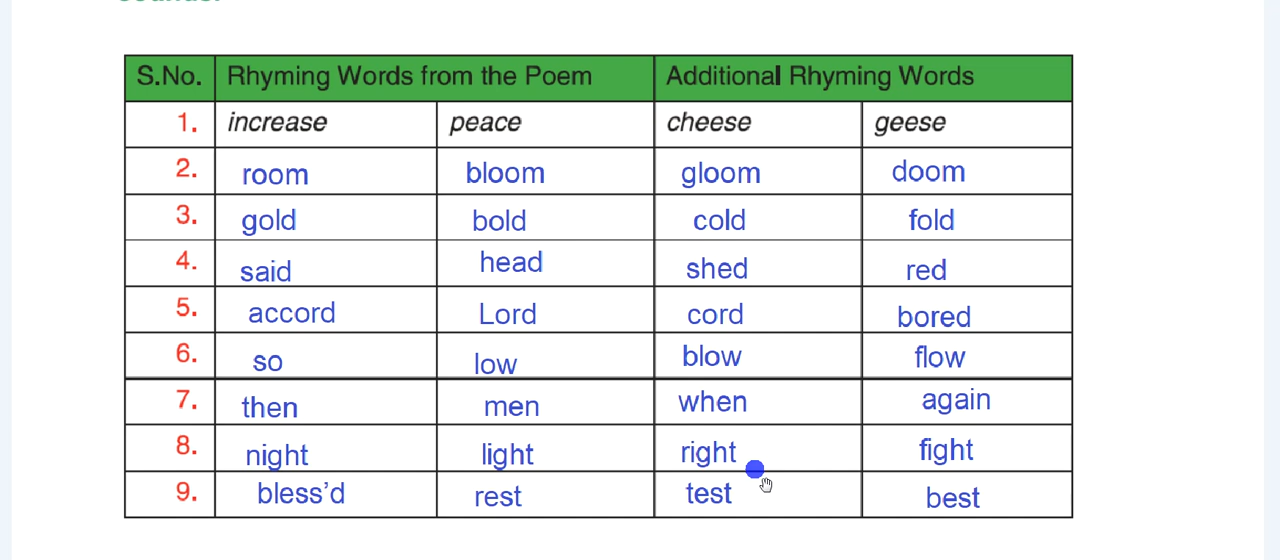 S.No. Rhyming Words from the Poem Additional Rhyming Words
1. increase peace cheese geese
2. room bloom gloom doom
3. gold bold cold fold
4. said head shed red
5. accord Lord cord bored
6. so low blow flow
7. then men when again
8. night light right fight
9. bless'd rest test best